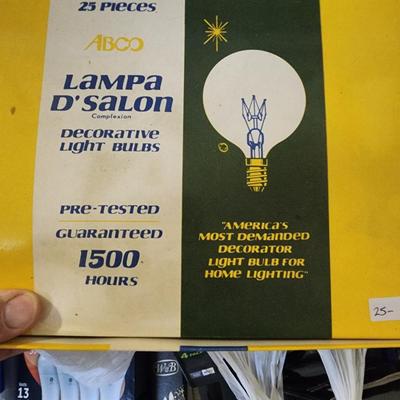 25 PIECES
ABCO
LAMPA
D'SALON
Complexion
DECORATIVE
LIGHT BULBS
PRE-TESTED
GUARANTEED
1500
HOURS
"AMERICA'S
MOST DEMANDED
DECORATOR
LIGHT BULB FOR
HOME LIGHTING"
25-
13
W&B